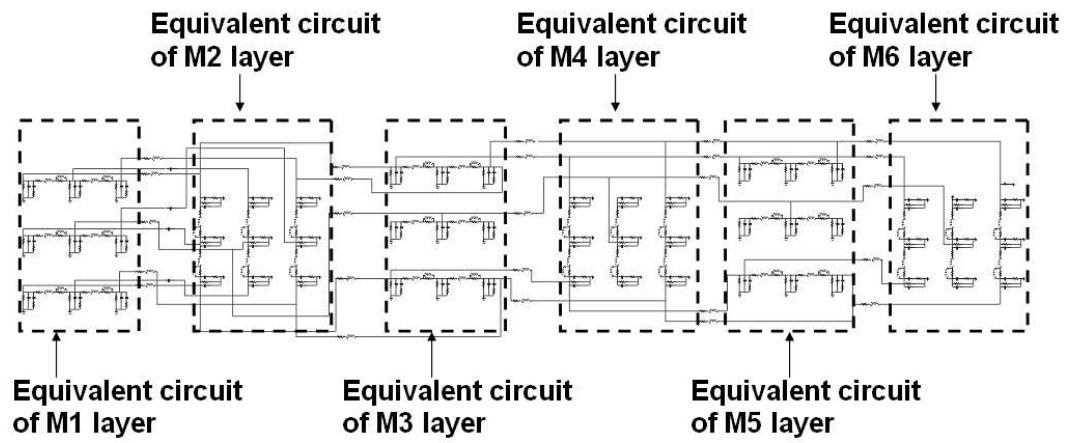 Equivalent circuit
of M2 layer
Equivalent circuit
of M4 layer
Equivalent circuit
of M6 layer
Equivalent circuit
of M1 layer
Equivalent circuit
of M3 layer
Equivalent circuit
of M5 layer